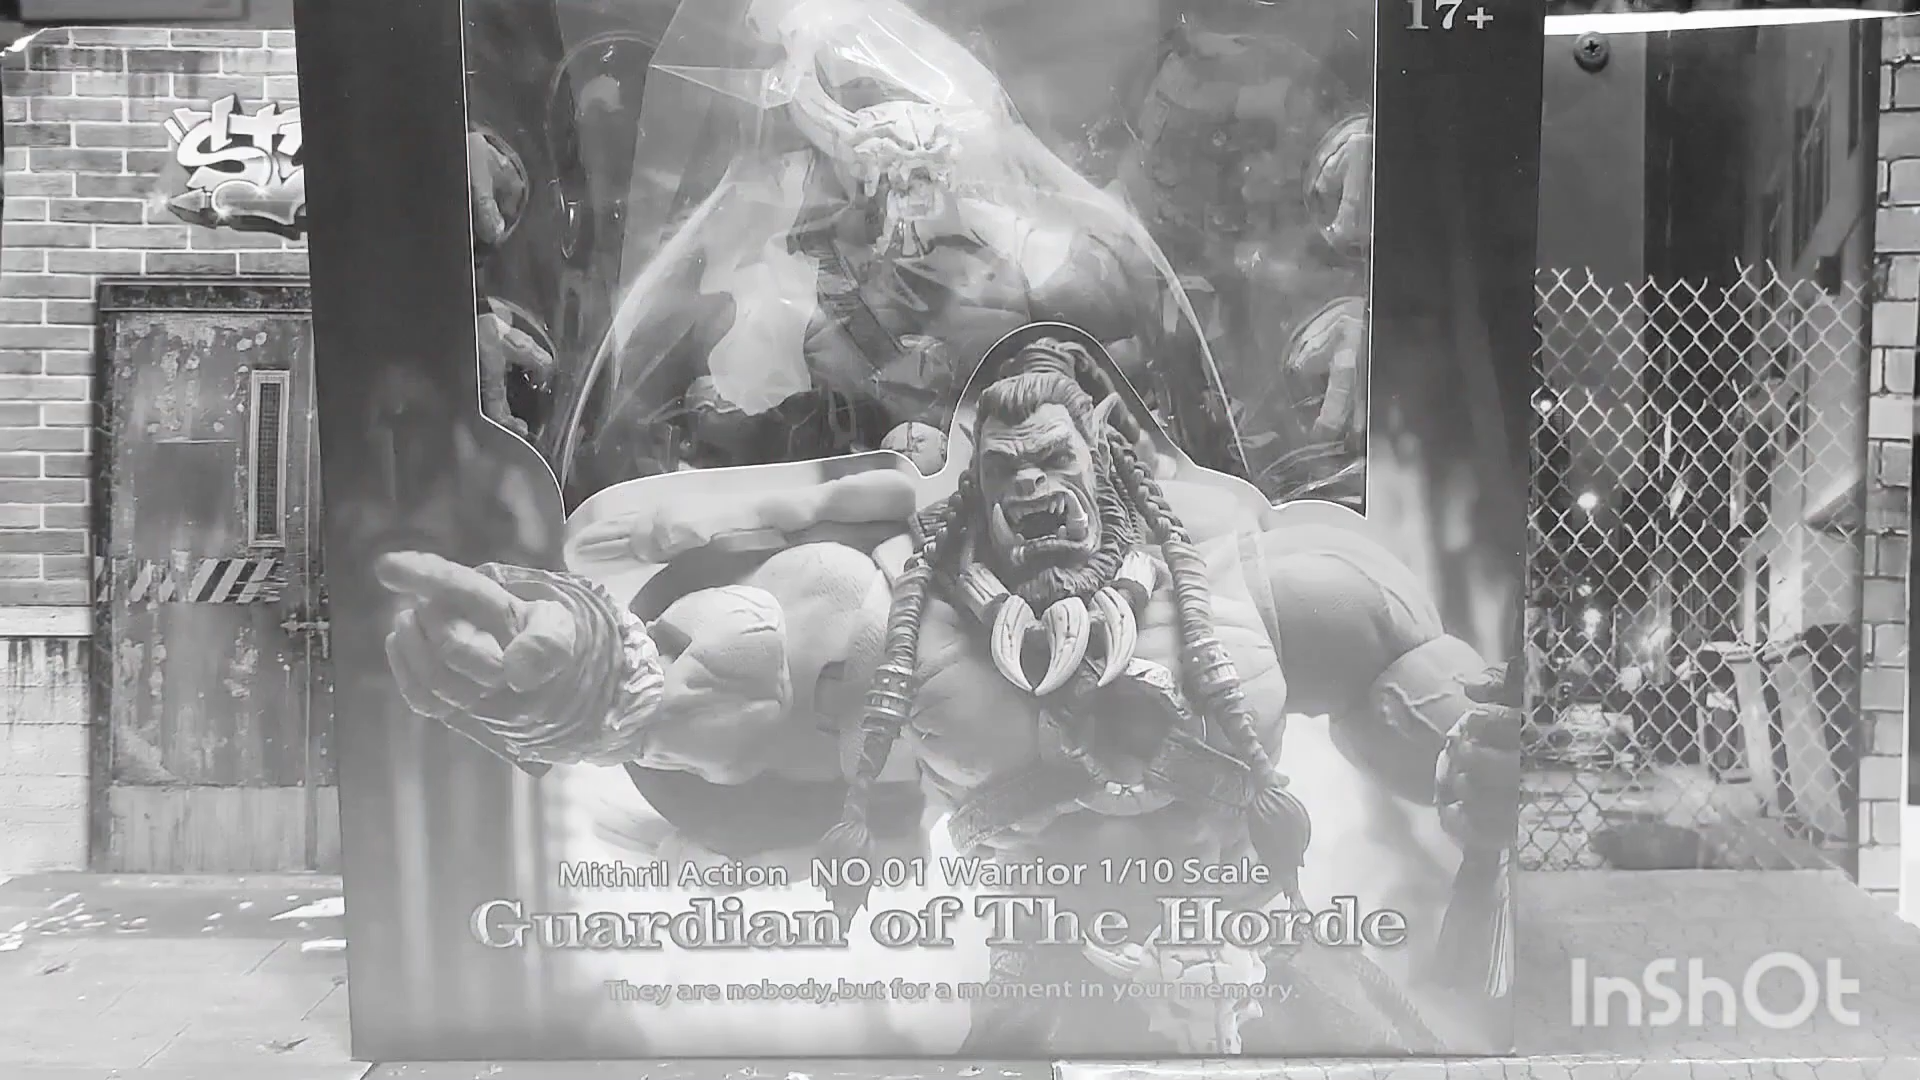 17+
Mithril Action NO.01 Warrior 1/10 Scale
Guardian of The Horde
They are nobody,but for a moment in your memory.
InShOt